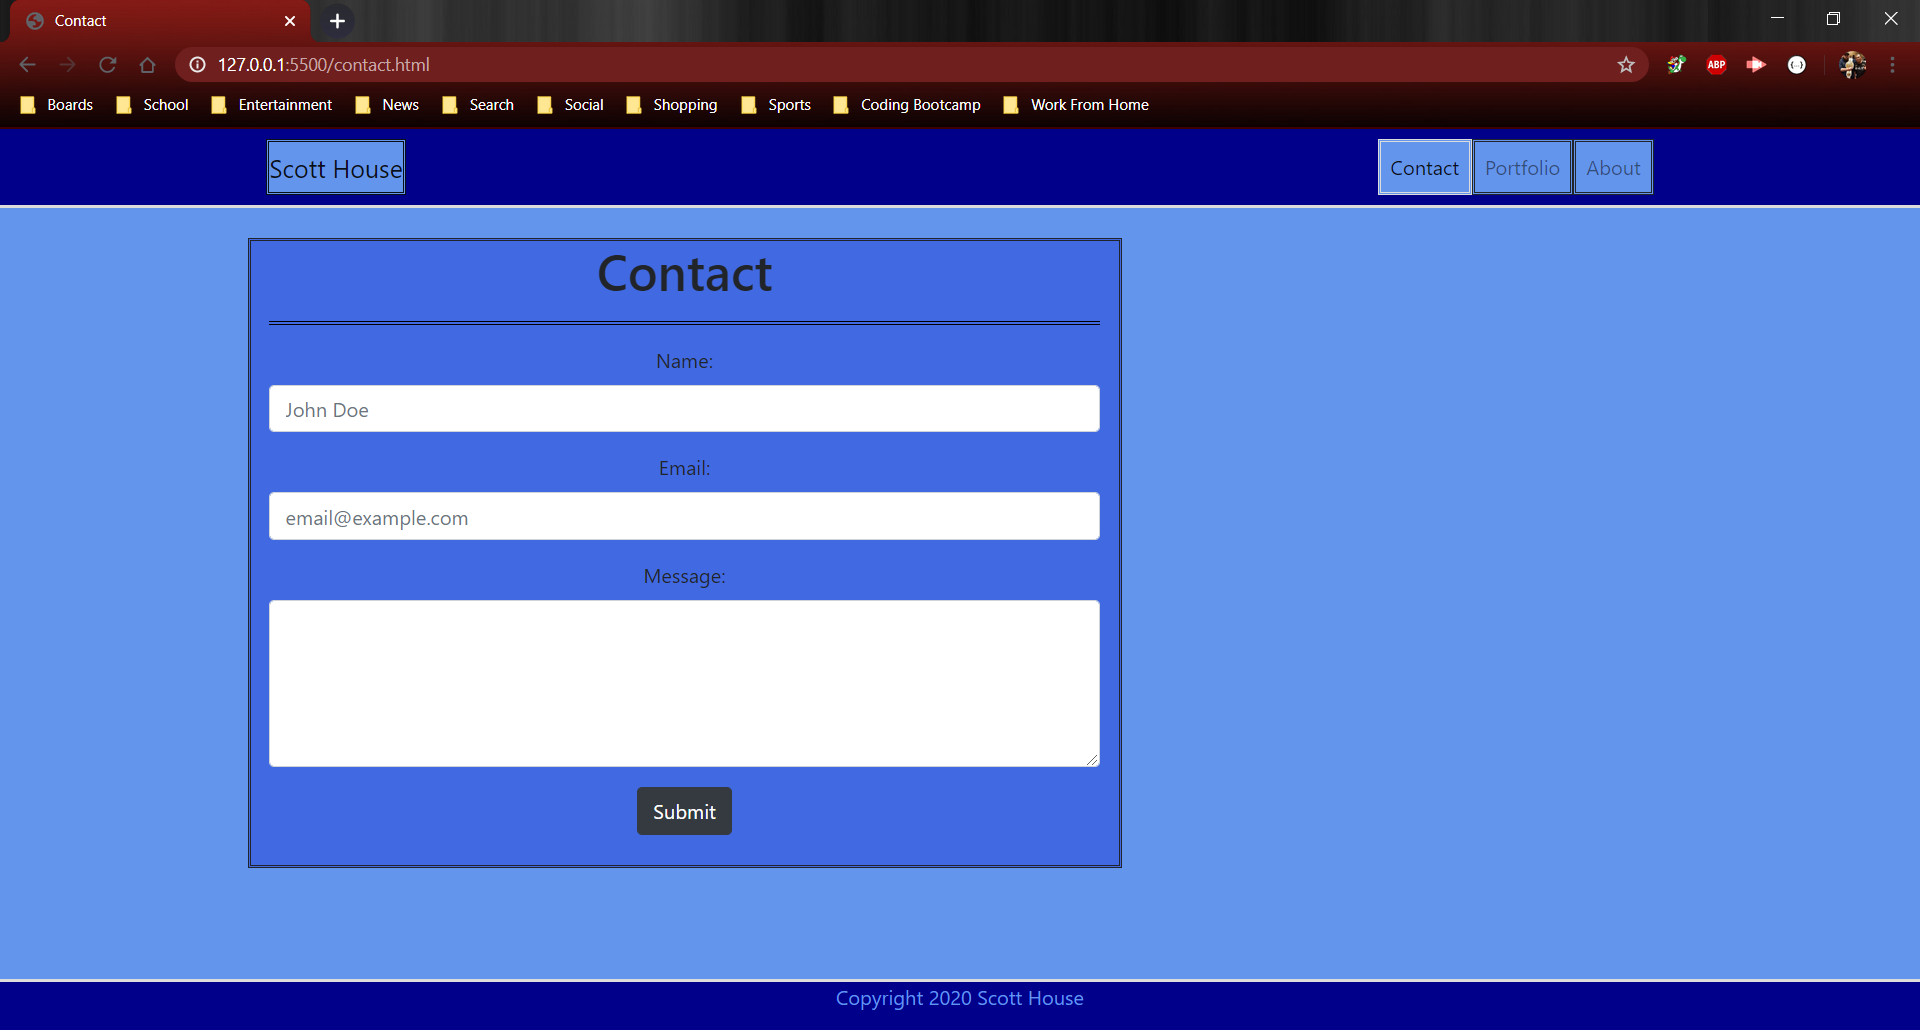 Contact
127.0.0.1:5500/contact.html
ABP
Boards School Entertainment News Search Social Shopping Sports Coding Bootcamp Work From Home
Scott House Contact Portfolio About
Contact
Name:
John Doe
Email:
email@example.com
Message:
Submit
Copyright 2020 Scott House